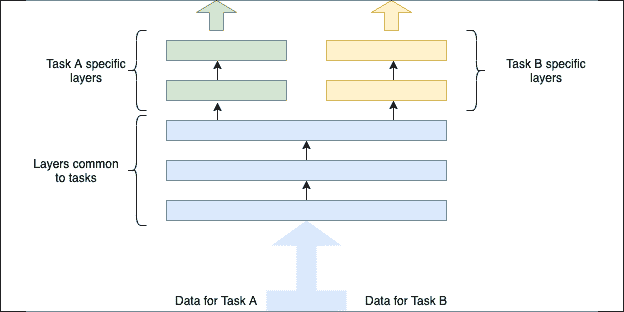 Task A specific
layers
Task B specific
layers
Layers common
to tasks
Data for Task A
Data for Task B